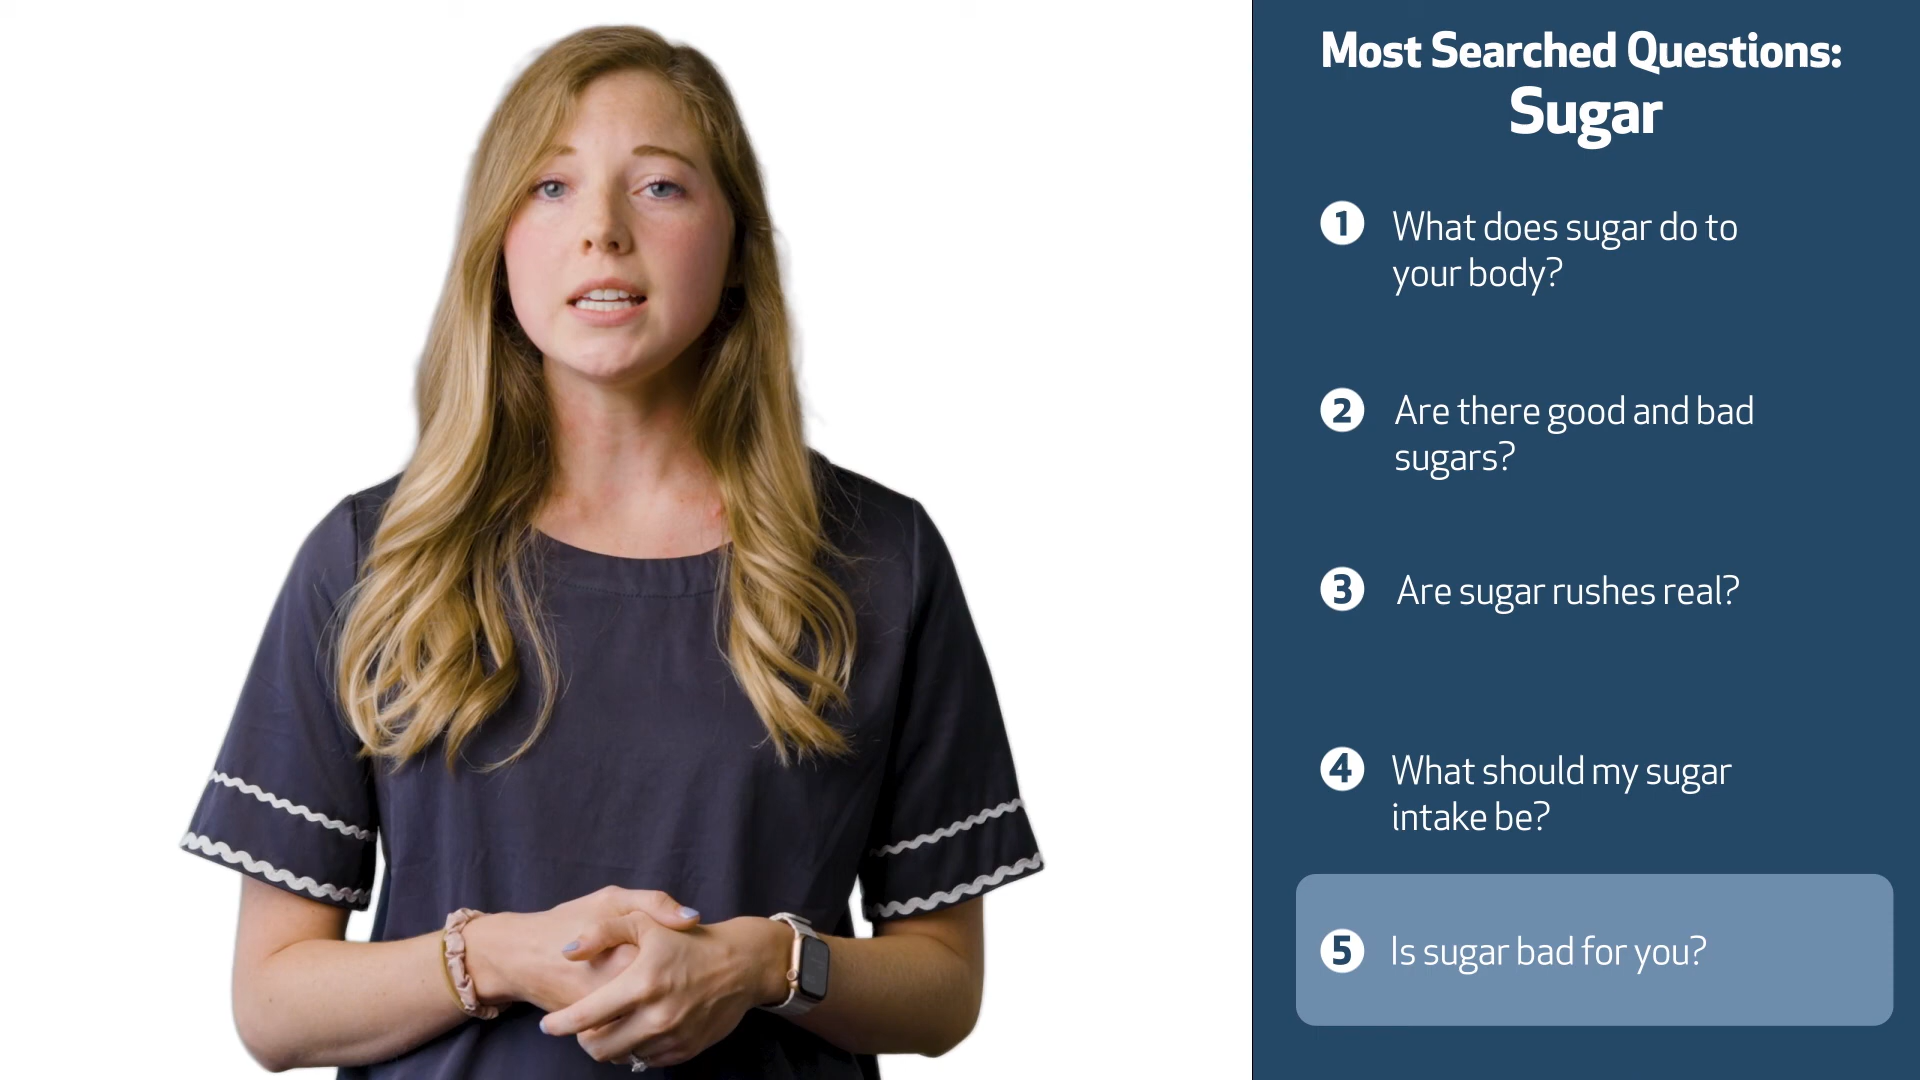 Most Searched Questions:
Sugar
1 What does sugar do to
your body?
2 Are there good and bad
sugars?
3 Are sugar rushes real?
4 What should my sugar
intake be?
5 Is sugar bad for you?